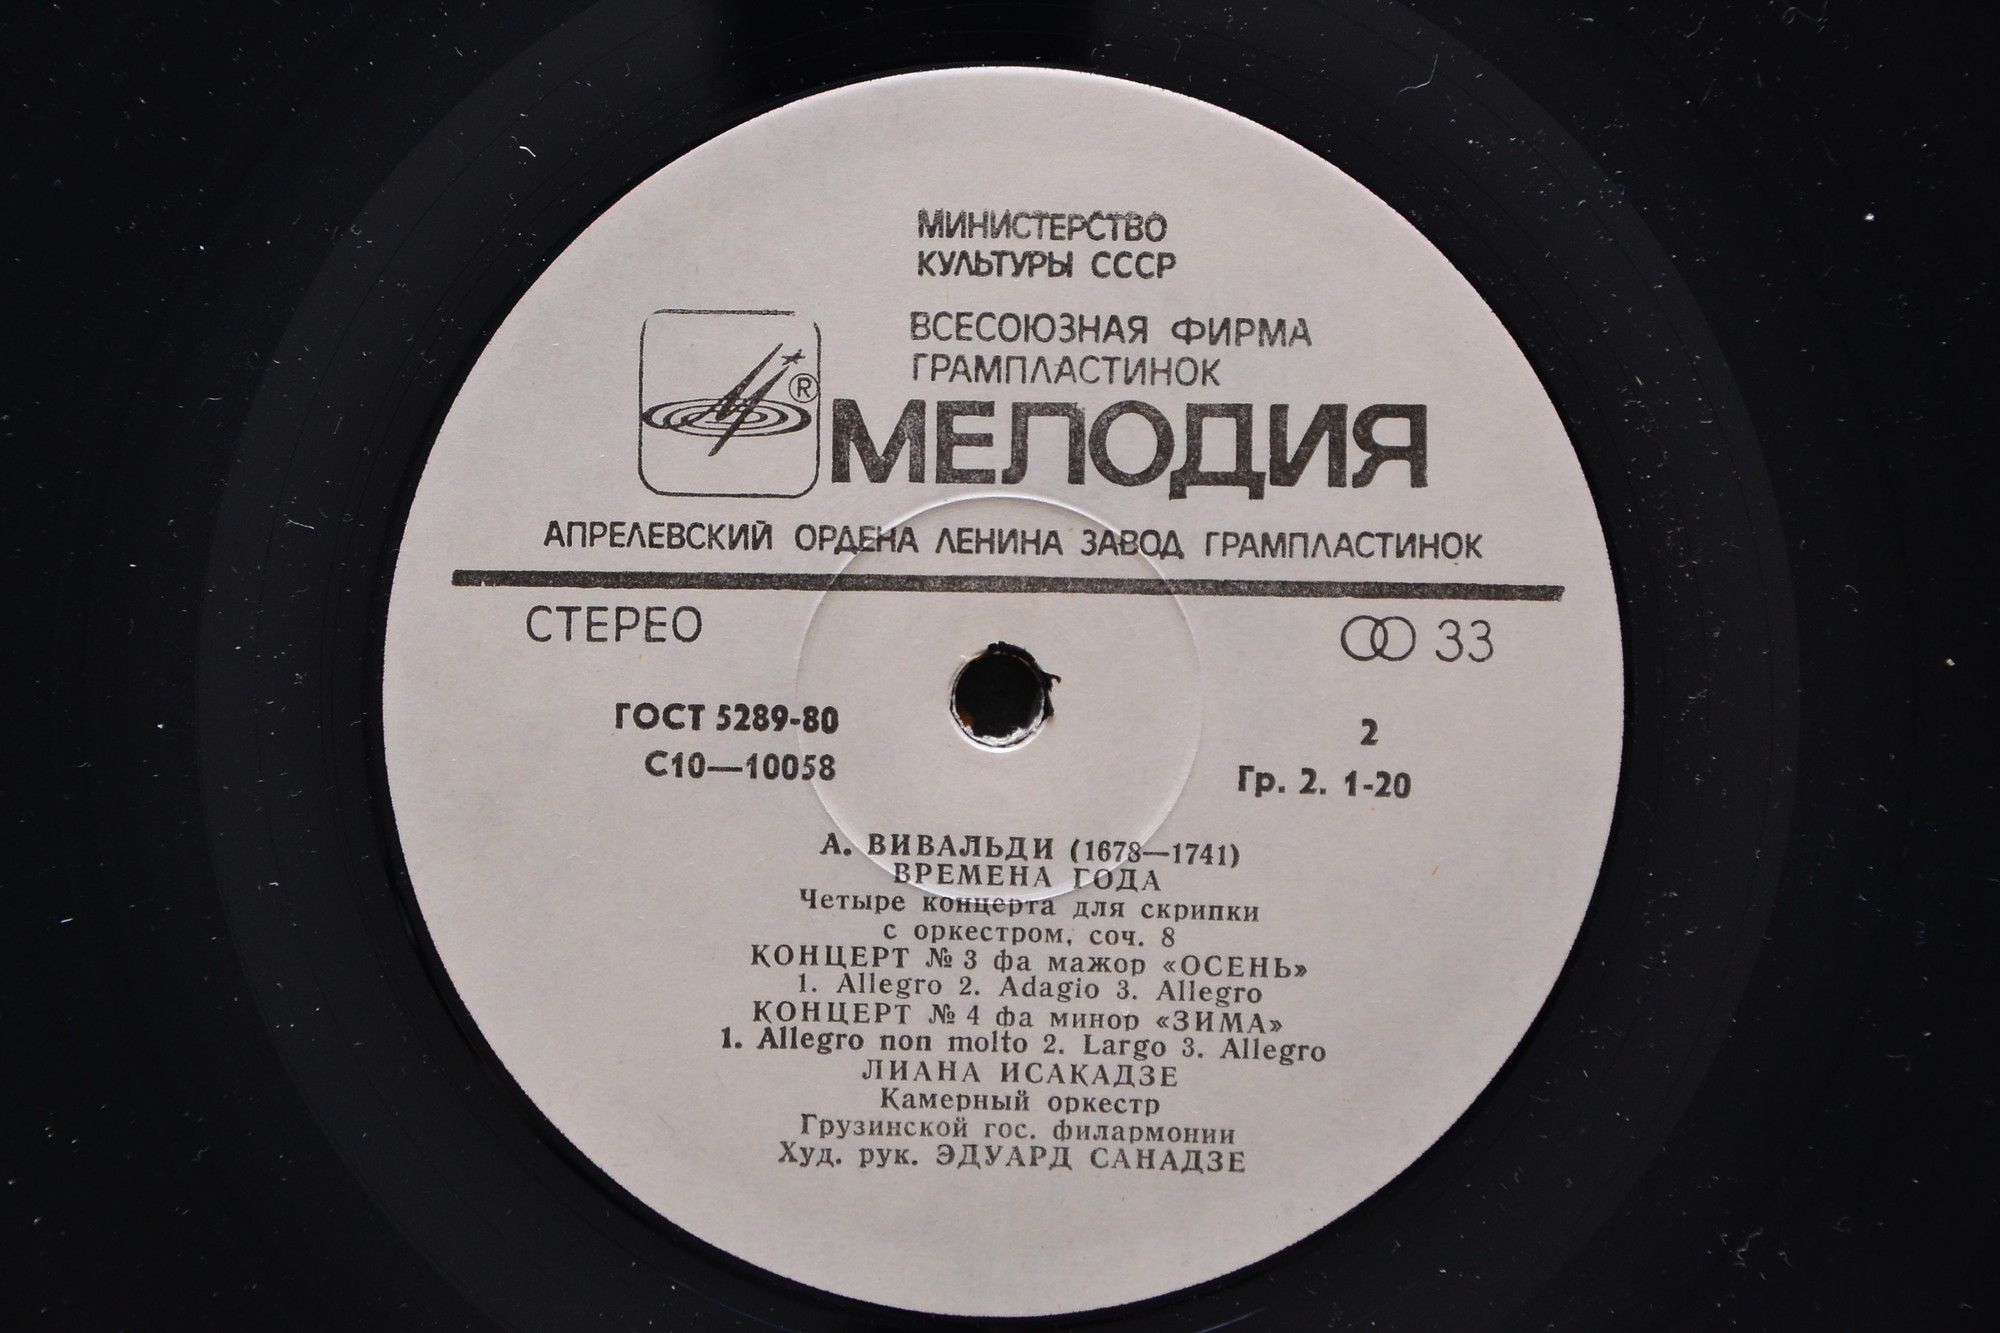 МИНИСТЕРСТВО
КУЛЬТУРЫ СССР
ВСЕСОЮЗНАЯ ФИРМА
ГРАМПЛАСТИНОК
® МЕЛОДИЯ
АПРЕЛЕВСКИЙ ОРДЕНА ЛЕНИНА ЗАВОД ГРАМПЛАСТИНОК
СТЕРЕО 33
ГОСТ 5289-80 2
С10—10058 Гр. 2. 1-20
А. ВИВАЛЬДИ (1678—1741)
ВРЕМЕНА ГОДА
Четыре концерта для скрипки
с оркестром, соч. 8
КОНЦЕРТ № 3 фа мажор «ОСЕНЬ»
1. Allegro 2. Adagio 3. Allegro
КОНЦЕРТ № 4 фа минор «ЗИМА»
1. Allegro non molto 2. Largo 3. Allegro
ЛИАНА ИСАКАДЗЕ
Камерный оркестр
Грузинской гос. филармонии
Худ. рук. ЭДУАРД САНАДЗЕ